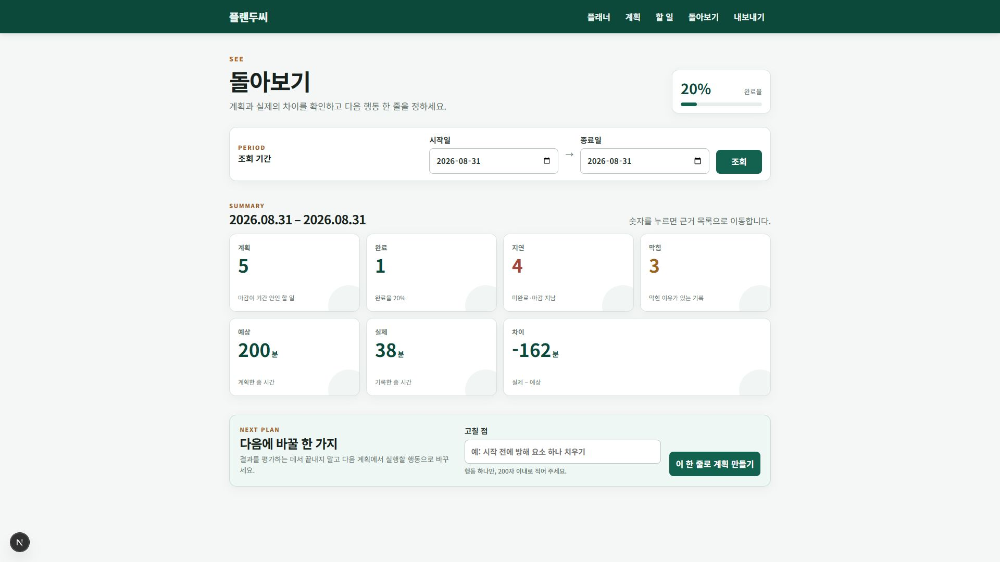 플랜두씨
플래너
계획
할 일
돌아보기
내보내기
SEE
돌아보기
계획과 실제의 차이를 확인하고 다음 행동 한 줄을 정하세요.
20%
완료율
PERIOD
조회 기간
시작일
2026-08-31
→
종료일
2026-08-31
조회
SUMMARY
2026.08.31 – 2026.08.31
숫자를 누르면 근거 목록으로 이동합니다.
계획
5
마감이 기간 안인 할 일
완료
1
완료율 20%
지연
4
미완료·마감 지남
막힘
3
막힌 이유가 있는 기록
예상
200분
계획한 총 시간
실제
38분
기록한 총 시간
차이
-162분
실제 − 예상
NEXT PLAN
다음에 바꿀 한 가지
결과를 평가하는 데서 끝내지 말고 다음 계획에서 실행할 행동으로 바꾸
세요.
고칠 점
예: 시작 전에 방해 요소 하나 치우기
행동 하나만, 200자 이내로 적어 주세요.
이 한 줄로 계획 만들기
N